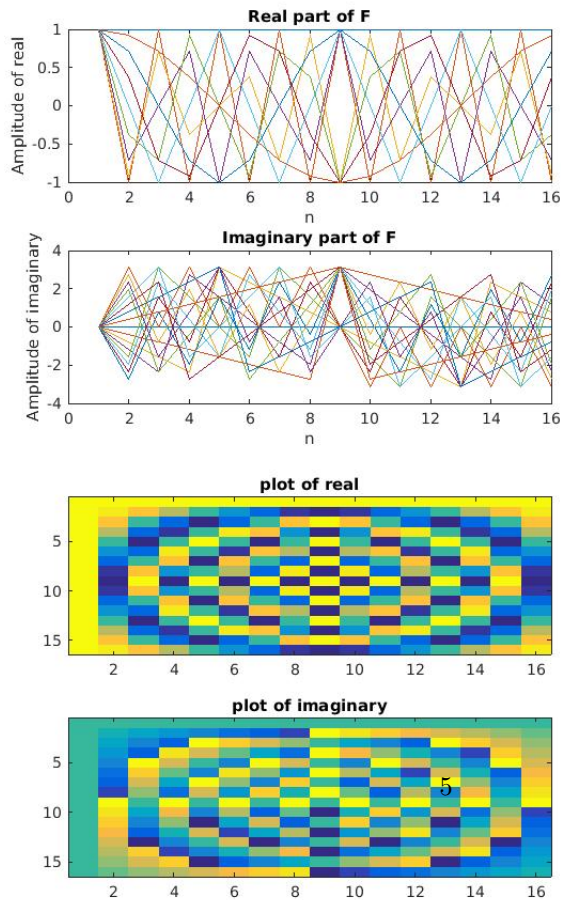 Real part of F
Amplitude of real
1
0.5
0
-0.5
-1
0 2 4 6 8 10 12 14 16
n
Imaginary part of F
Amplitude of imaginary
4
2
0
-2
-4
0 2 4 6 8 10 12 14 16
n
plot of real
5
10
15
2 4 6 8 10 12 14 16
plot of imaginary
5
5
10
15
2 4 6 8 10 12 14 16